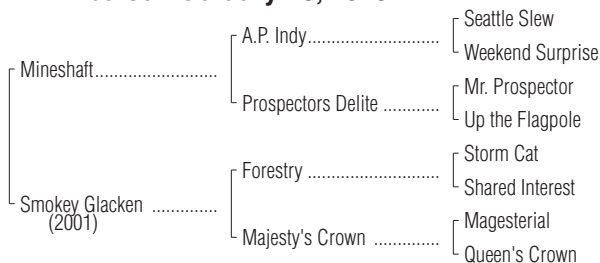 Seattle Slew
A.P. Indy..............................
Weekend Surprise
Mineshaft............................
Mr. Prospector
Prospectors Delite .............
Up the Flagpole
Storm Cat
Forestry ..............................
Shared Interest
Smokey Glacken ...............
(2001)
Magesterial
Majesty's Crown ...............
Queen's Crown